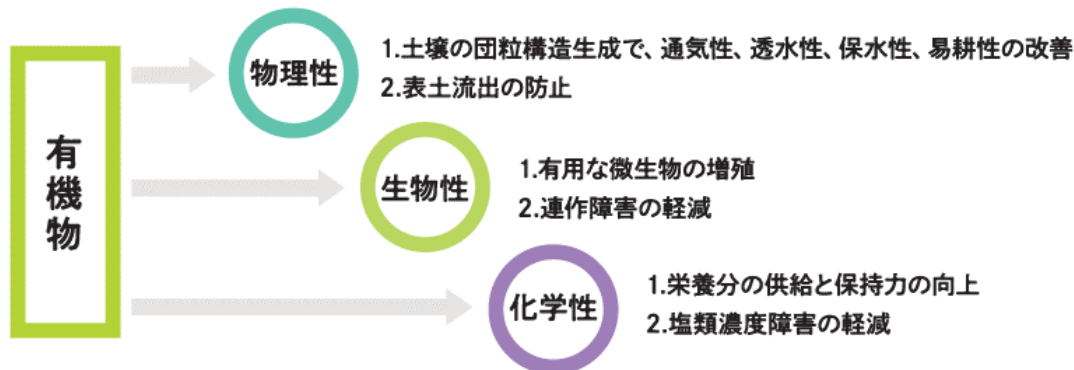 有機物
物理性
1.土壌の団粒構造生成で、通気性、透水性、保水性、易耕性の改善
2.表土流出の防止
生物性
1.有用な微生物の増殖
2.連作障害の軽減
化学性
1.栄養分の供給と保持力の向上
2.塩類濃度障害の軽減